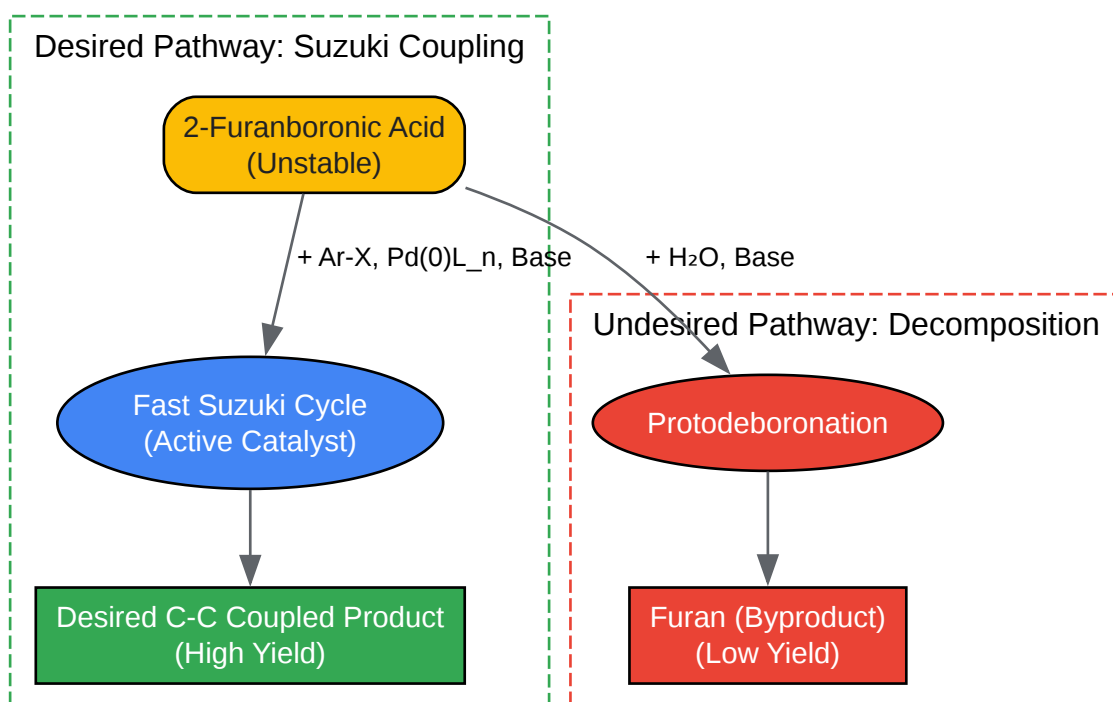 Desired Pathway: Suzuki Coupling
2-Furanboronic Acid
(Unstable)
+ Ar-X, Pd(0)L_n, Base
+ H₂O, Base
Undesired Pathway: Decomposition
Fast Suzuki Cycle
(Active Catalyst)
Protodeboronation
Desired C-C Coupled Product
(High Yield)
Furan (Byproduct)
(Low Yield)